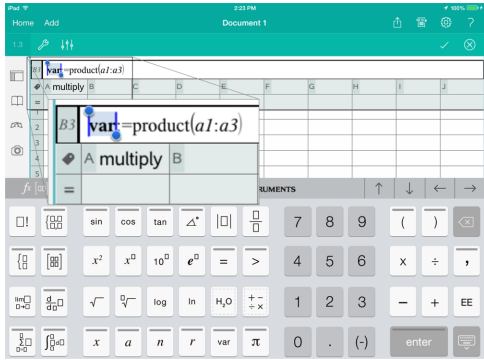 iPad 2:23 PM 100%
Home Add Document 1 ?
1.3
B3 var:=product(a1:a3)
A multiply B C D E F G H I J
=
1
2
3
4
5
B3 var:=product(a1:a3)
A multiply B
=
fx RUMENTS ↑ ↓ ← →
□! sin cos tan |□| 7 8 9 ( )
x² x□ 10□ e□ = > 4 5 6 x ÷ ,
lim d/d□ √ log ln H₂O + − ÷ × 1 2 3 − + EE
Σ□ ∫□d□ x a n r var π 0 . (-) enter